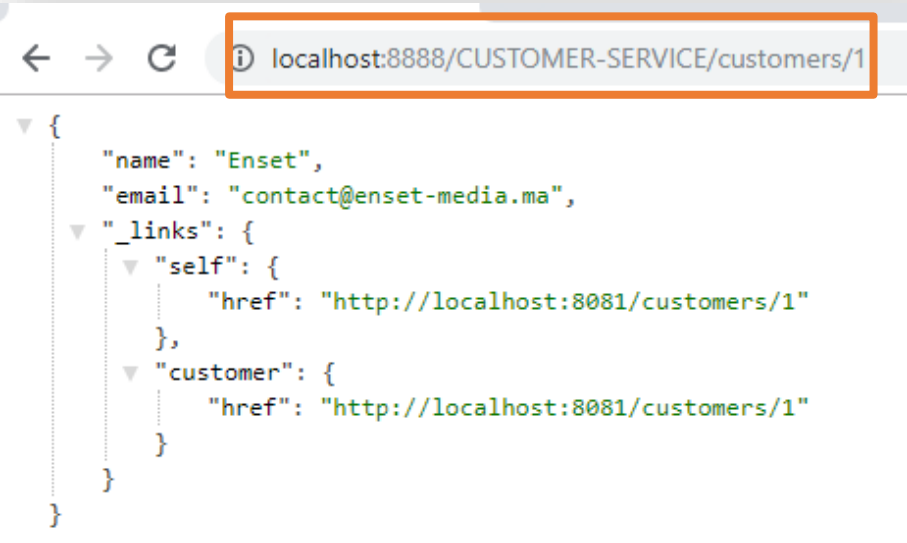 localhost:8888/CUSTOMER-SERVICE/customers/1
{
"name": "Enset",
"email": "contact@enset-media.ma",
"_links": {
"self": {
"href": "http://localhost:8081/customers/1"
},
"customer": {
"href": "http://localhost:8081/customers/1"
}
}
}